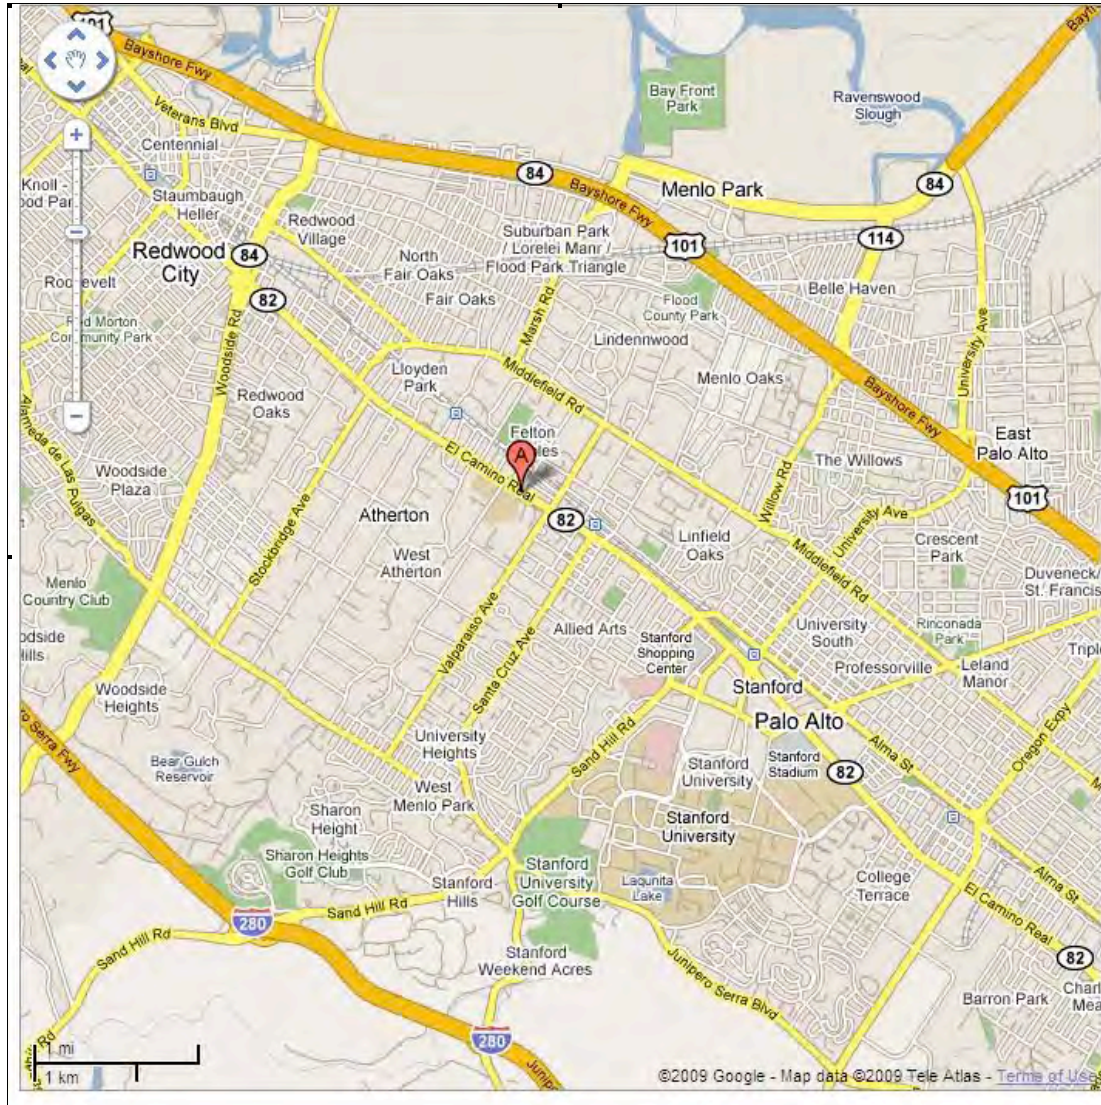 101
Bayshore Fwy
Bay Front
Park
Ravenswood
Slough
Veterans Blvd
Centennial
84
Bayshore Fwy
Menlo Park
84
Knoll -
Staumbaugh
Heller
Redwood
Village
Suburban Park
/ Lorelei Manr /
Flood Park Triangle
101
114
Redwood
City
84
North
Fair Oaks
Fair Oaks
Roosevelt
82
Belle Haven
Flood
County Park
Marsh Rd
University Ave
Red Morton
Community Park
Woodside Rd
Lindennwood
Lloyden
Park
Middlefield Rd
Menlo Oaks
Redwood
Oaks
Bayshore Fwy
Alameda de Las Pulgas
Felton
A
El Camino Real
East
Palo Alto
Woodside
Plaza
The Willows
Willow Rd
101
Atherton
82
University Ave
Stockbridge Ave
West
Atherton
Linfield
Oaks
Crescent
Park
Middlefield Rd
Duveneck/
St. Francis
Menlo
Country Club
Valparaiso Ave
Santa Cruz Ave
Allied Arts
Stanford
Shopping
Center
University
South
Rinconada
Park
Professorville
Leland
Manor
Woodside
Heights
Stanford
Palo Alto
University
Heights
Sand Hill Rd
Oregon Expy
Alma St
Bear Gulch
Reservoir
Stanford
University
Stanford
Stadium
82
West
Menlo Park
Sharon
Height
Stanford
University
Sharon Heights
Golf Club
Stanford
University
Golf Course
Stanford
Hills
Laqunita
Lake
College
Terrace
Alma St
El Camino Real
280
Sand Hill Rd
Sand Hill Rd
Stanford
Weekend Acres
82
Junipero Serra Blvd
Barron Park
280
1 mi
1 km
©2009 Google - Map data ©2009 Tele Atlas - Terms of Use